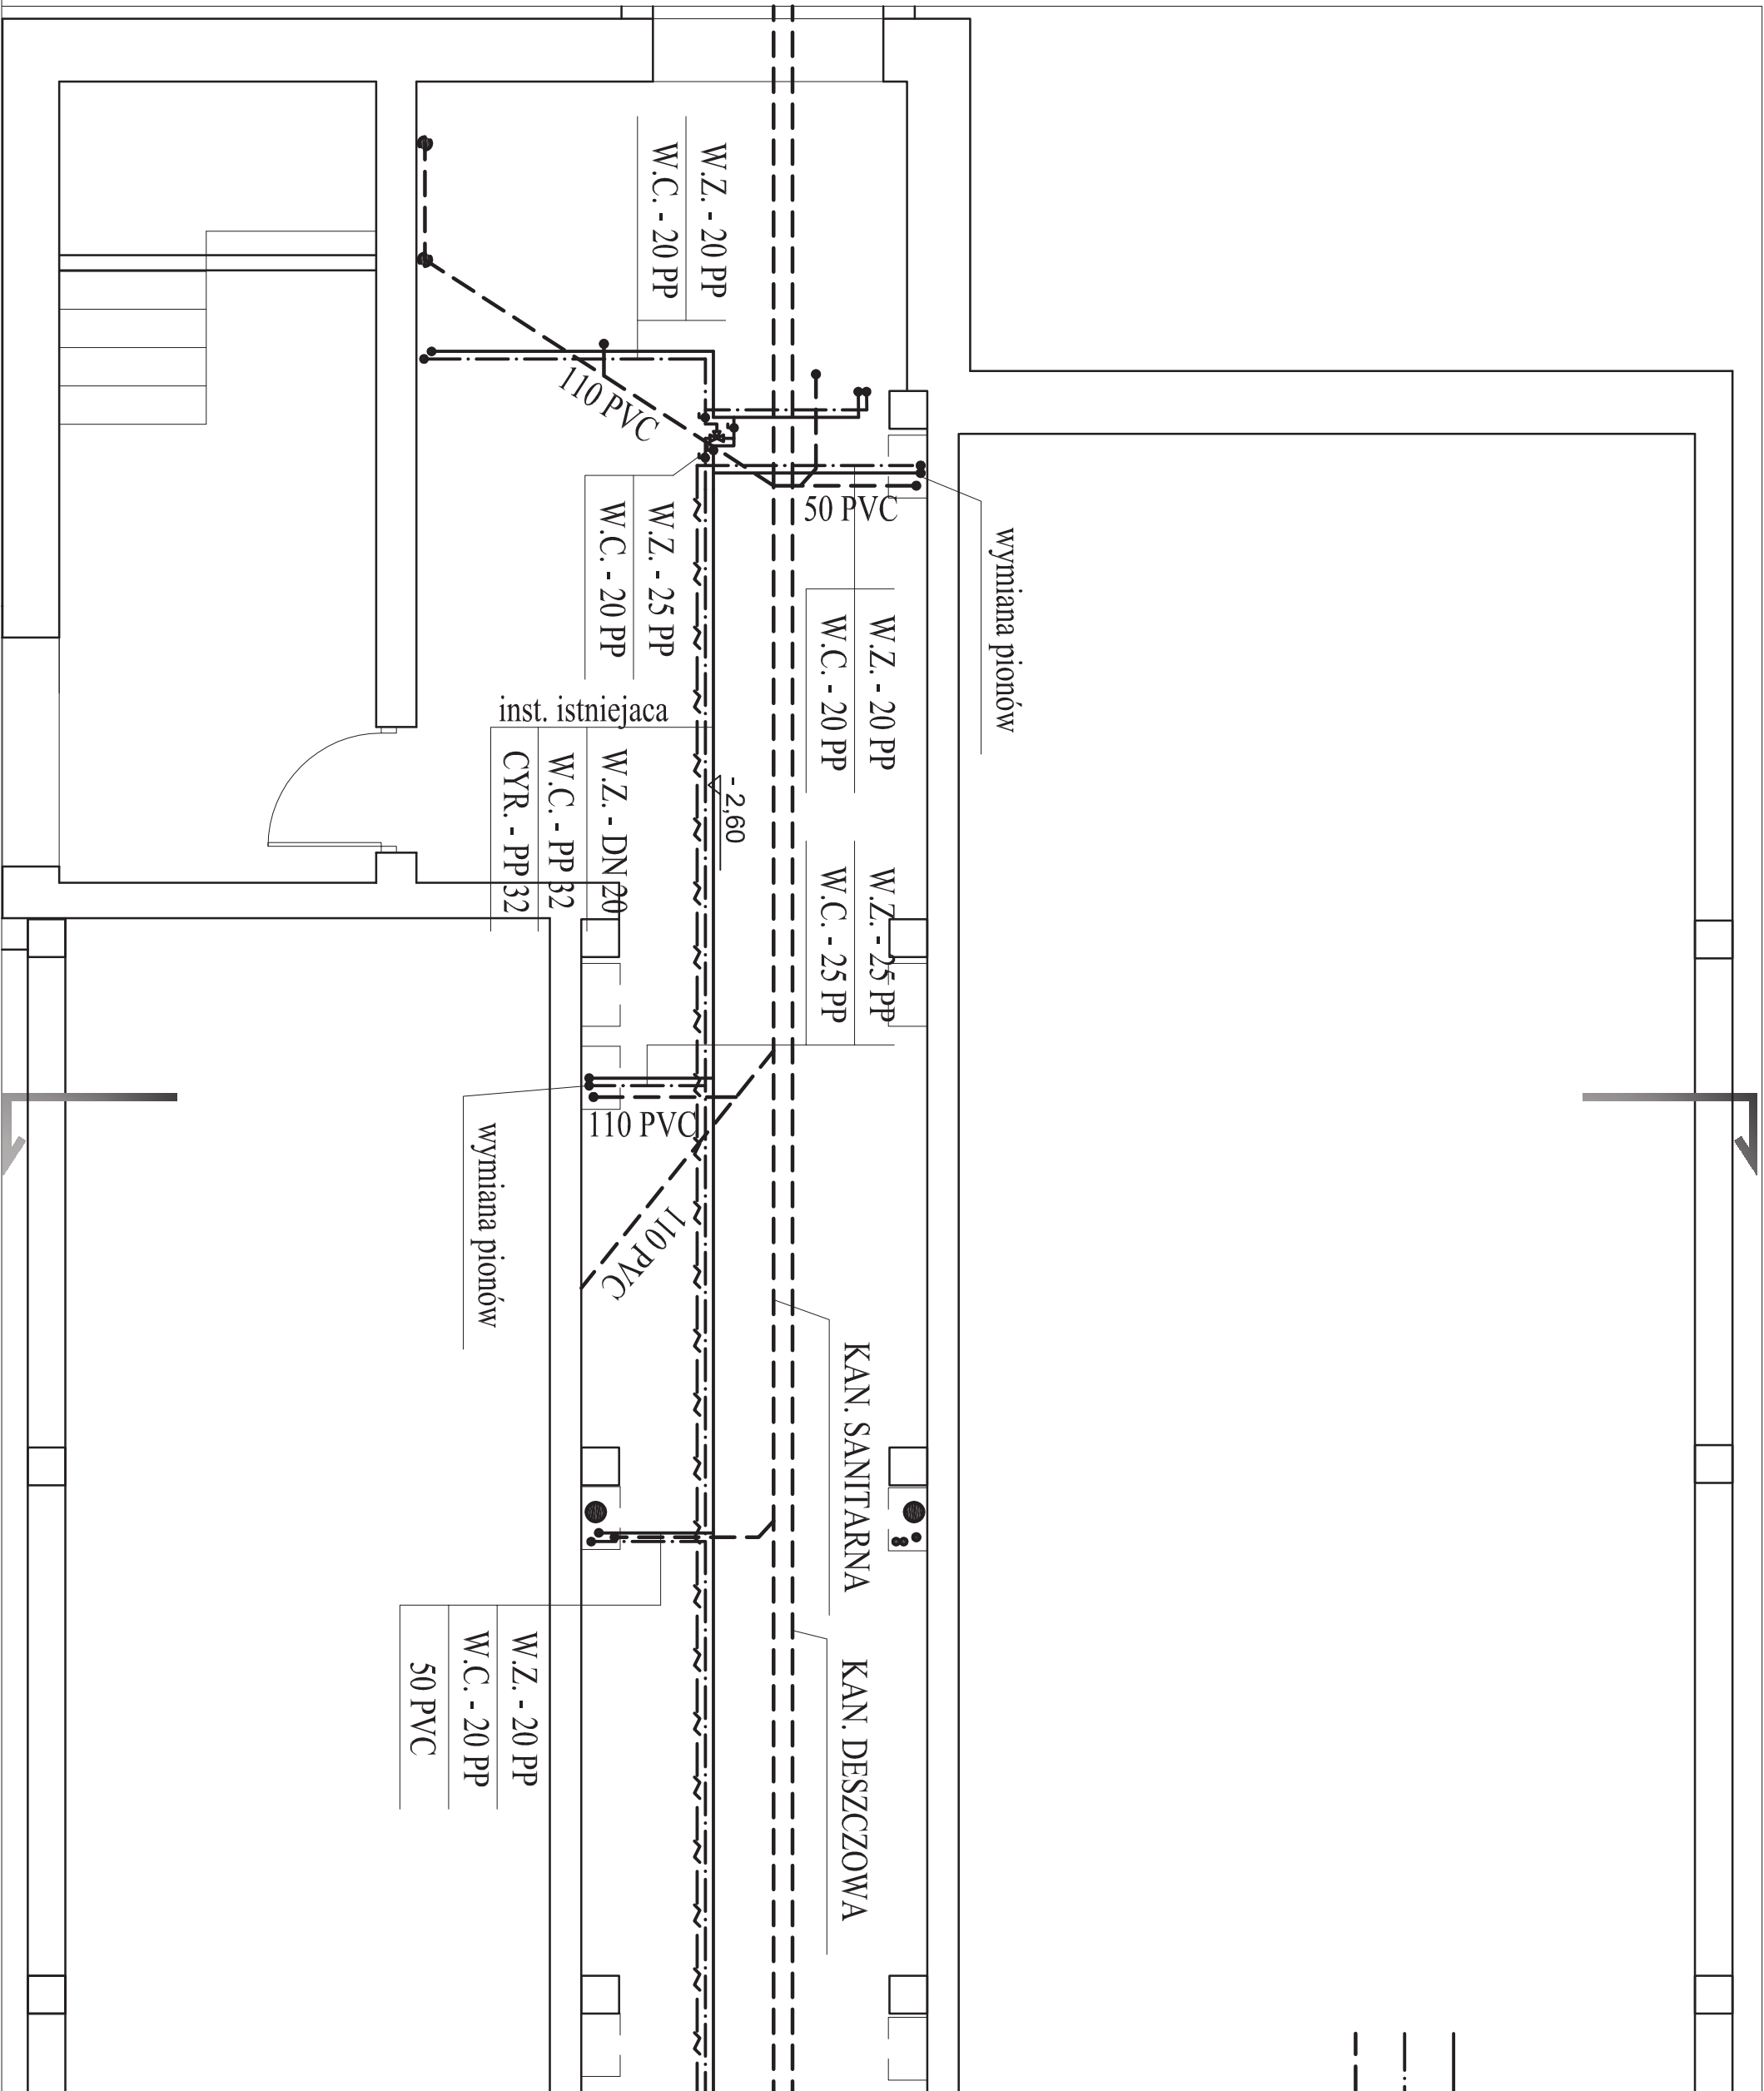 W.Z. - 20 PP
W.C. - 20 PP
110 PVC
50 PVC
wymiana pionów
W.Z. - 25 PP
W.C. - 20 PP
W.Z. - 20 PP
W.C. - 20 PP
inst. istniejaca
W.Z. - DN 20
W.C. - PP 32
CYR. - PP 32
- 2,60
W.Z. - 25 PP
W.C. - 25 PP
110 PVC
wymiana pionów
110 PVC
KAN. SANITARNA
KAN. DESZCZOWA
W.Z. - 20 PP
W.C. - 20 PP
50 PVC